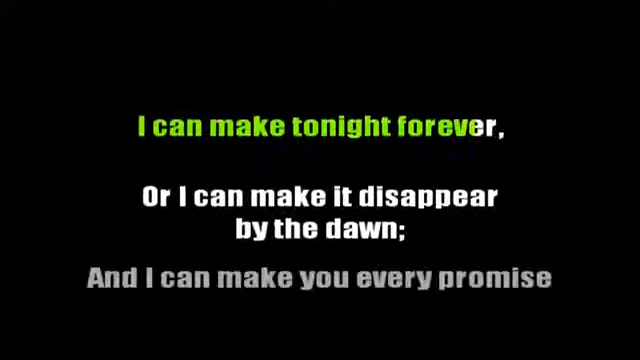 I can make tonight forever,
Or I can make it disappear
by the dawn;
And I can make you every promise